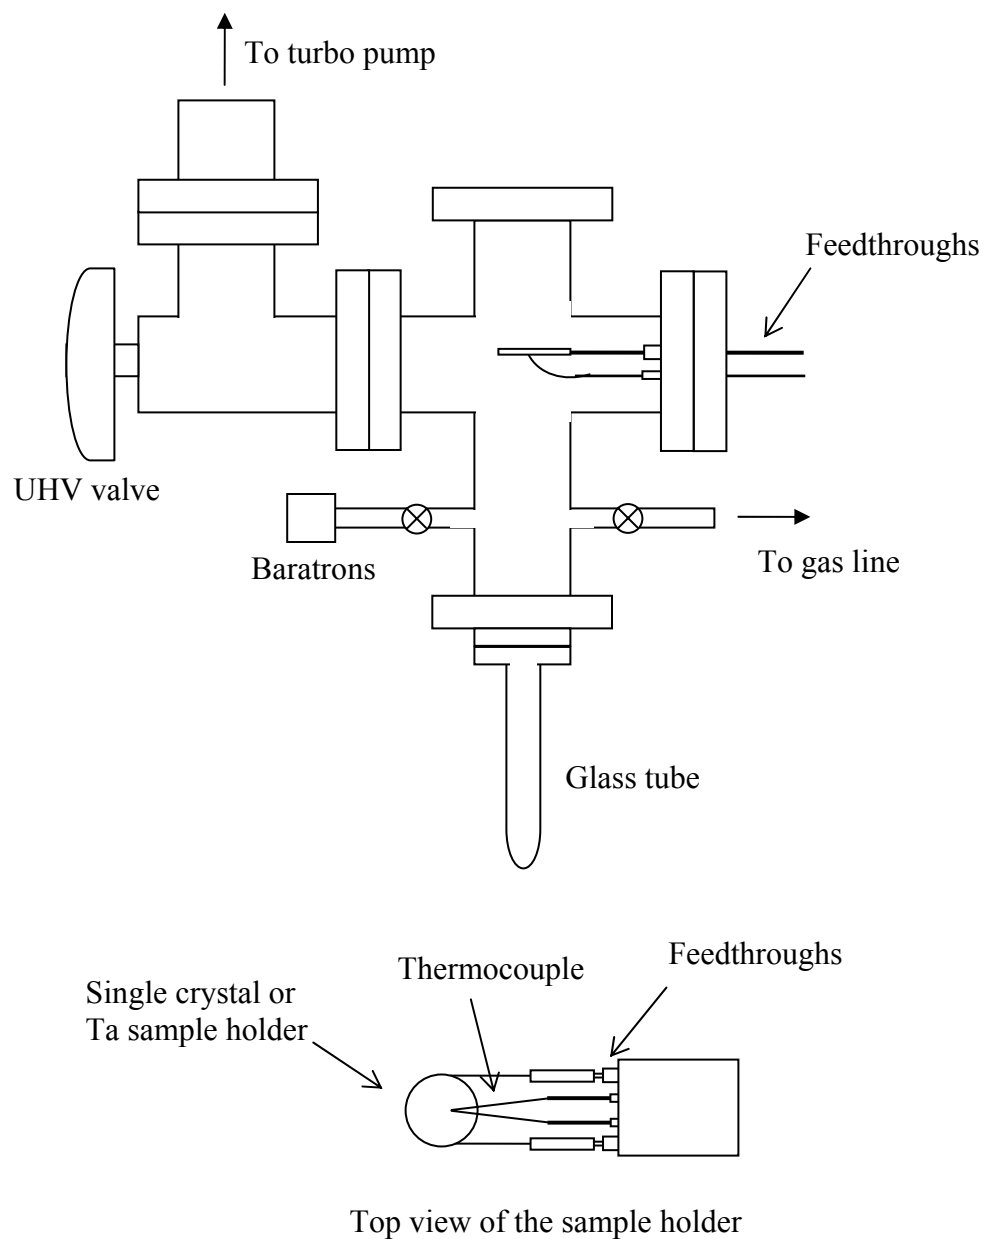 To turbo pump
Feedthroughs
UHV valve
Baratrons
To gas line
Glass tube
Feedthroughs
Thermocouple
Single crystal or
Ta sample holder
Top view of the sample holder